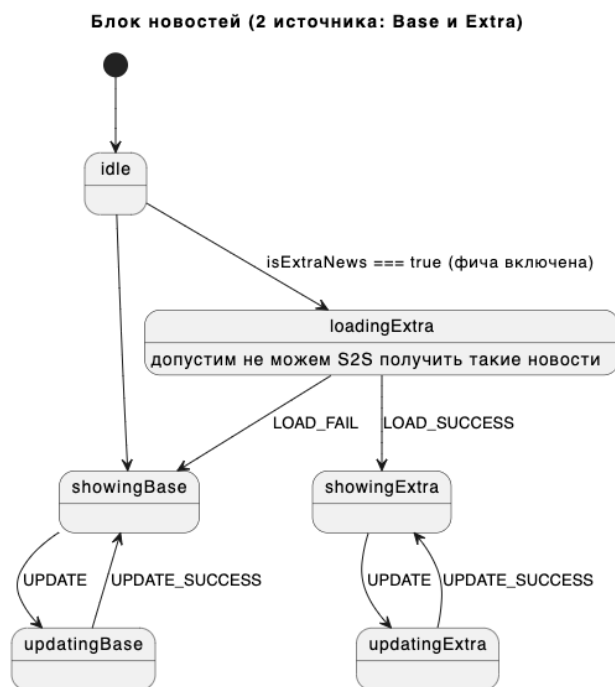 Блок новостей (2 источника: Base и Extra)
idle
isExtraNews === true (фича включена)
loadingExtra
допустим не можем S2S получить такие новости
LOAD_FAIL
LOAD_SUCCESS
showingBase
showingExtra
UPDATE
UPDATE_SUCCESS
UPDATE
UPDATE_SUCCESS
updatingBase
updatingExtra